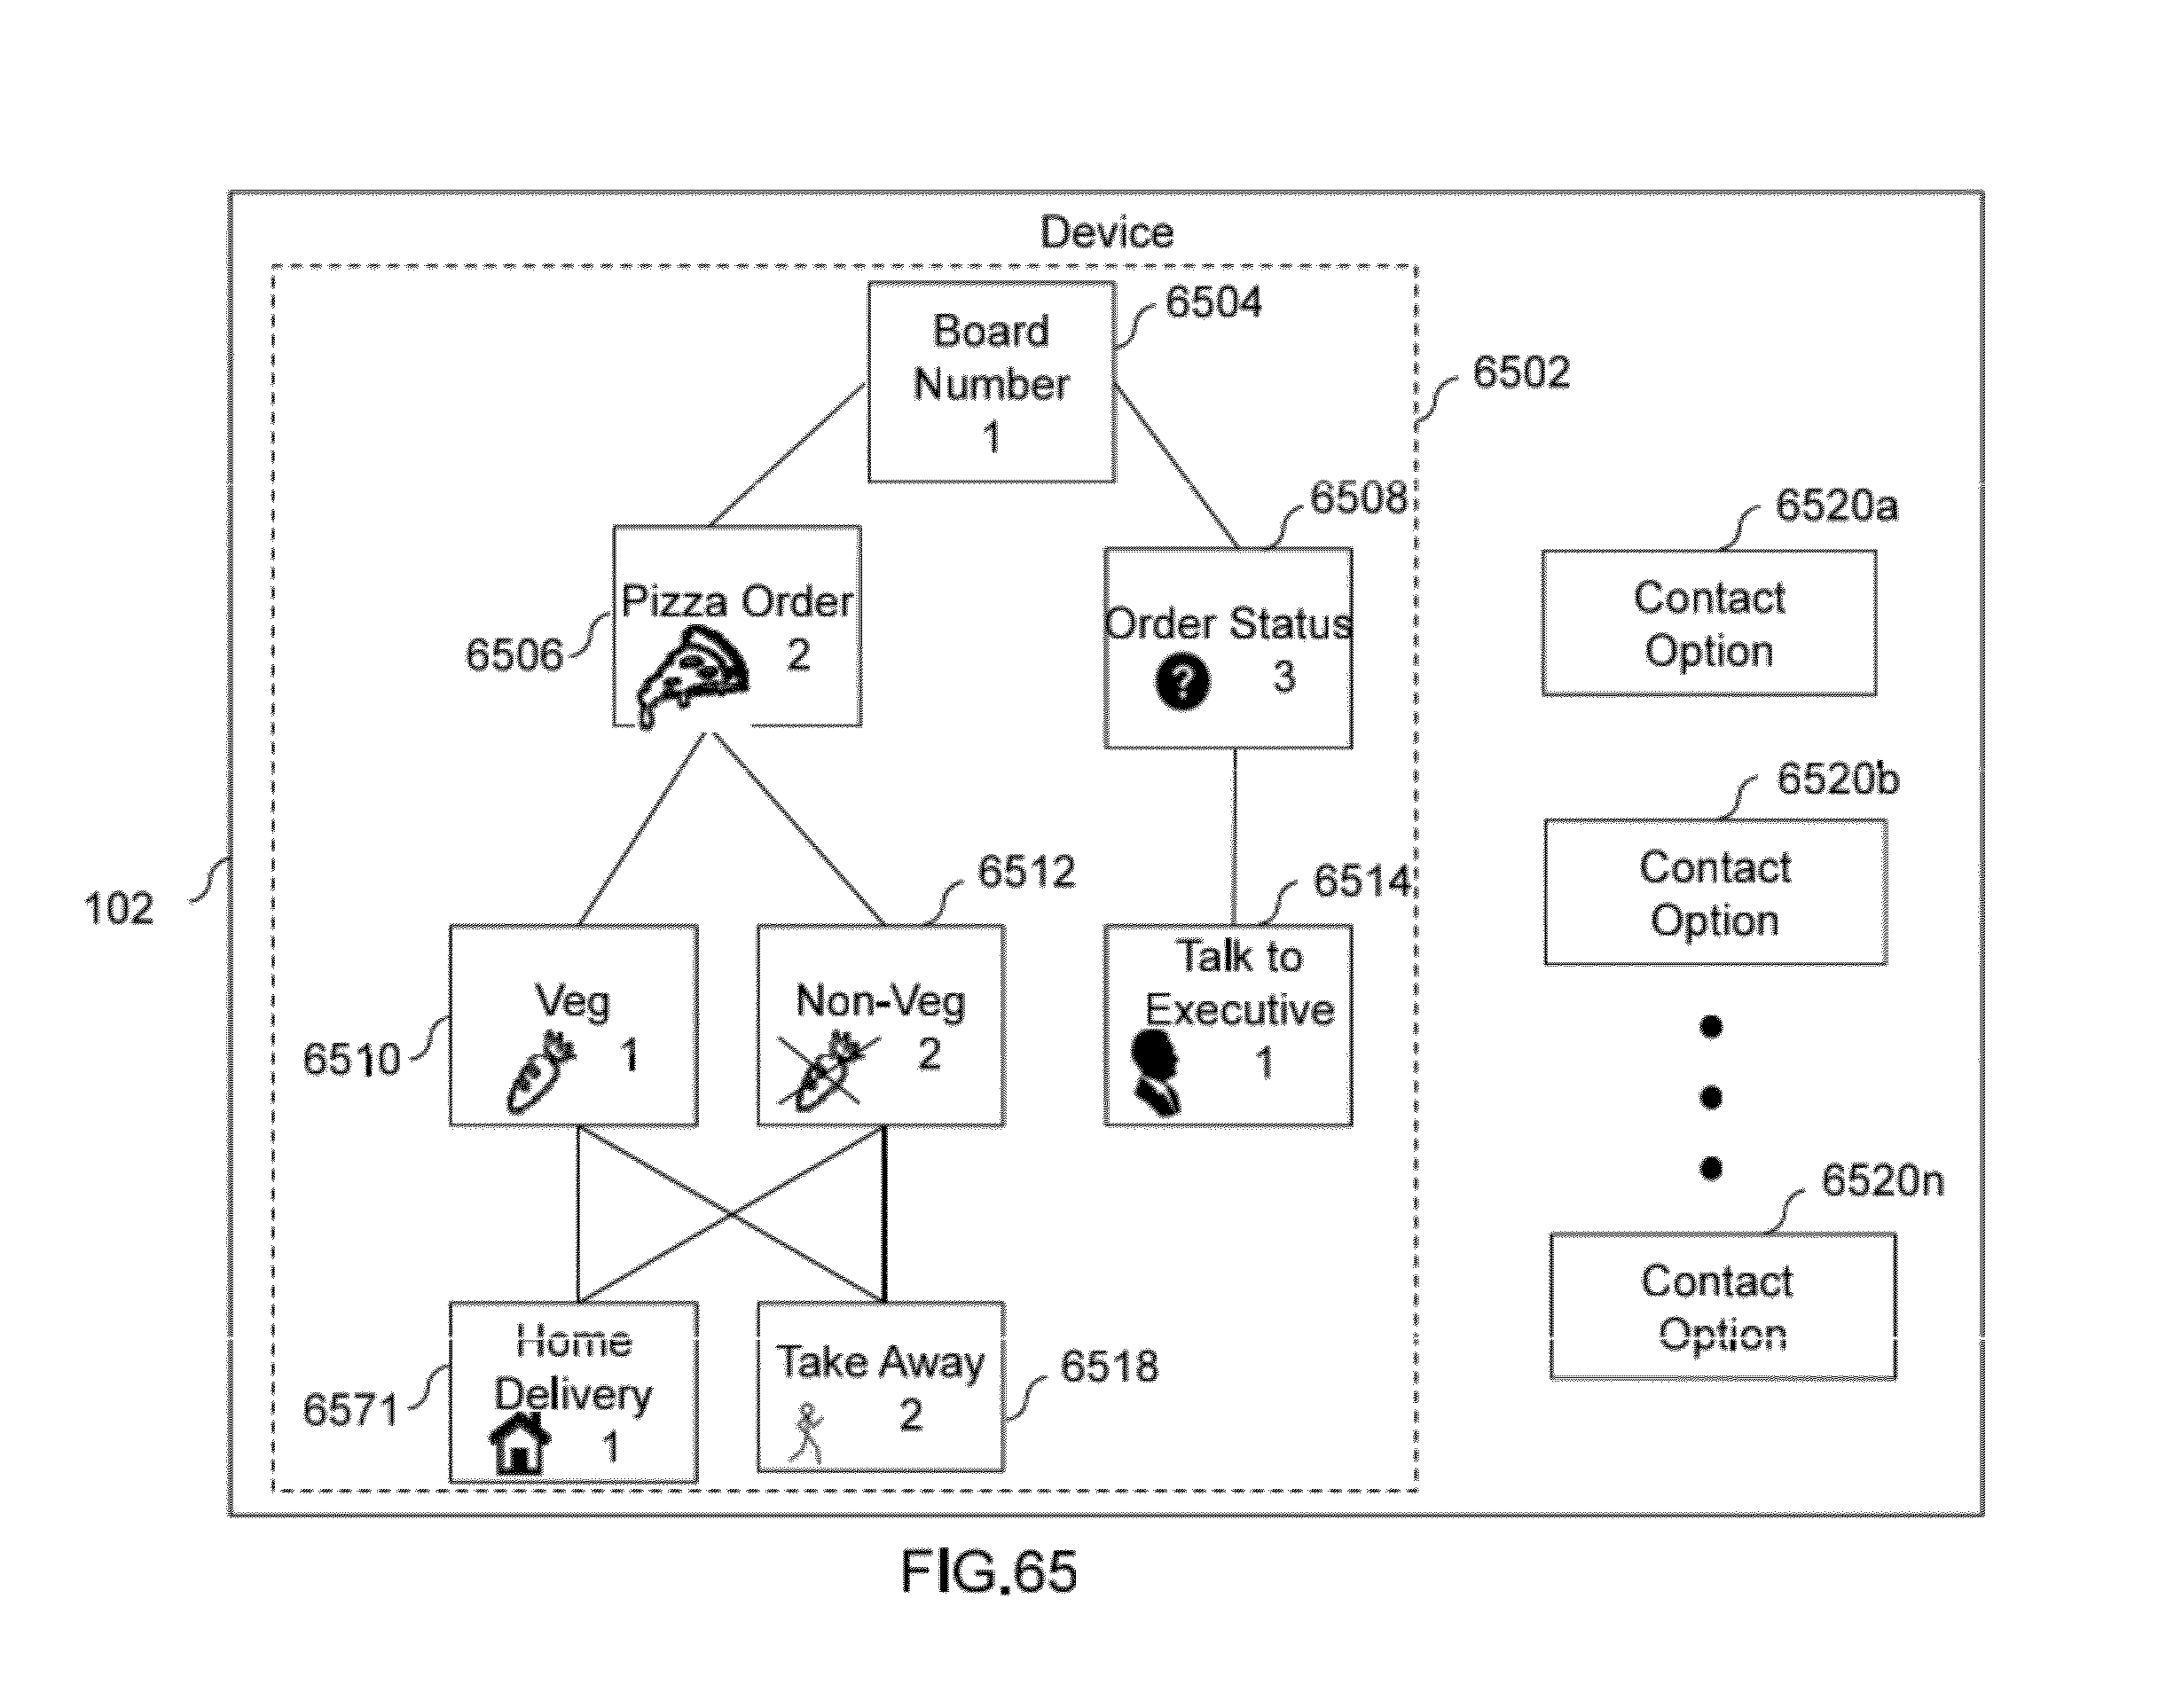 Device
Board
Number
1
6504
6502
6508
6520a
Pizza Order
2
6506
Order Status
?
3
Contact
Option
6520b
6512
6514
Contact
Option
102
Veg
1
6510
Non-Veg
2
Talk to
Executive
1
6520n
Contact
Option
Home
Delivery
1
6571
Take Away
2
6518
FIG.65